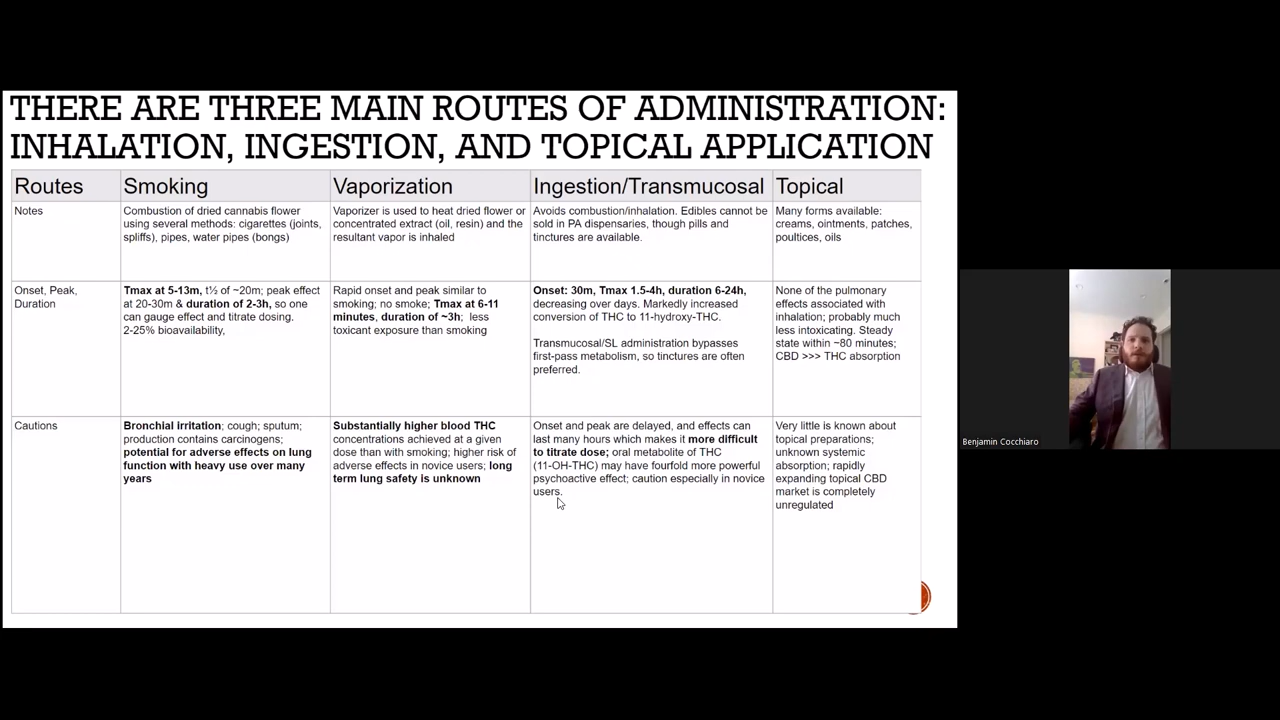 THERE ARE THREE MAIN ROUTES OF ADMINISTRATION:
INHALATION, INGESTION, AND TOPICAL APPLICATION
Routes
Smoking
Vaporization
Ingestion/Transmucosal
Topical
Notes
Combustion of dried cannabis flower
using several methods: cigarettes (joints,
spliffs), pipes, water pipes (bongs)
Vaporizer is used to heat dried flower or
concentrated extract (oil, resin) and the
resultant vapor is inhaled
Avoids combustion/inhalation. Edibles cannot be
sold in PA dispensaries, though pills and
tinctures are available.
Many forms available:
creams, ointments, patches,
poultices, oils
Onset, Peak,
Duration
Tmax at 5-13m, t½ of ~20m; peak effect
at 20-30m & duration of 2-3h, so one
can gauge effect and titrate dosing.
2-25% bioavailability,
Rapid onset and peak similar to
smoking; no smoke; Tmax at 6-11
minutes, duration of ~3h; less
toxicant exposure than smoking
Onset: 30m, Tmax 1.5-4h, duration 6-24h,
decreasing over days. Markedly increased
conversion of THC to 11-hydroxy-THC.
Transmucosal/SL administration bypasses
first-pass metabolism, so tinctures are often
preferred.
None of the pulmonary
effects associated with
inhalation; probably much
less intoxicating. Steady
state within ~80 minutes;
CBD >>> THC absorption
Cautions
Bronchial irritation; cough; sputum;
production contains carcinogens;
potential for adverse effects on lung
function with heavy use over many
years
Substantially higher blood THC
concentrations achieved at a given
dose than with smoking; higher risk of
adverse effects in novice users; long
term lung safety is unknown
Onset and peak are delayed, and effects can
last many hours which makes it more difficult
to titrate dose; oral metabolite of THC
(11-OH-THC) may have fourfold more powerful
psychoactive effect; caution especially in novice
users.
Very little is known about
topical preparations;
unknown systemic
absorption; rapidly
expanding topical CBD
market is completely
unregulated
Benjamin Cocchiaro